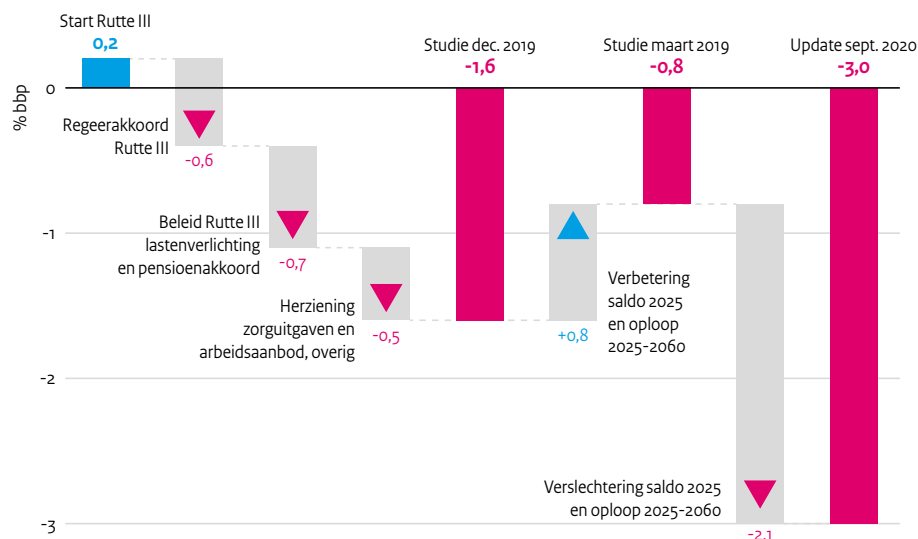 Start Rutte III
0,2
Studie dec. 2019
-1,6
Studie maart 2019
-0,8
Update sept. 2020
-3,0
% bbp
0
-1
-2
-3
Regeerakkoord
Rutte III
-0,6
Beleid Rutte III
lastenverlichting
en pensioenakkoord
-0,7
Herziening
zorguitgaven en
arbeidsaanbod, overig
-0,5
+0,8
Verbetering
saldo 2025
en oploop
2025-2060
Verslechtering saldo 2025
en oploop 2025-2060
-2,1